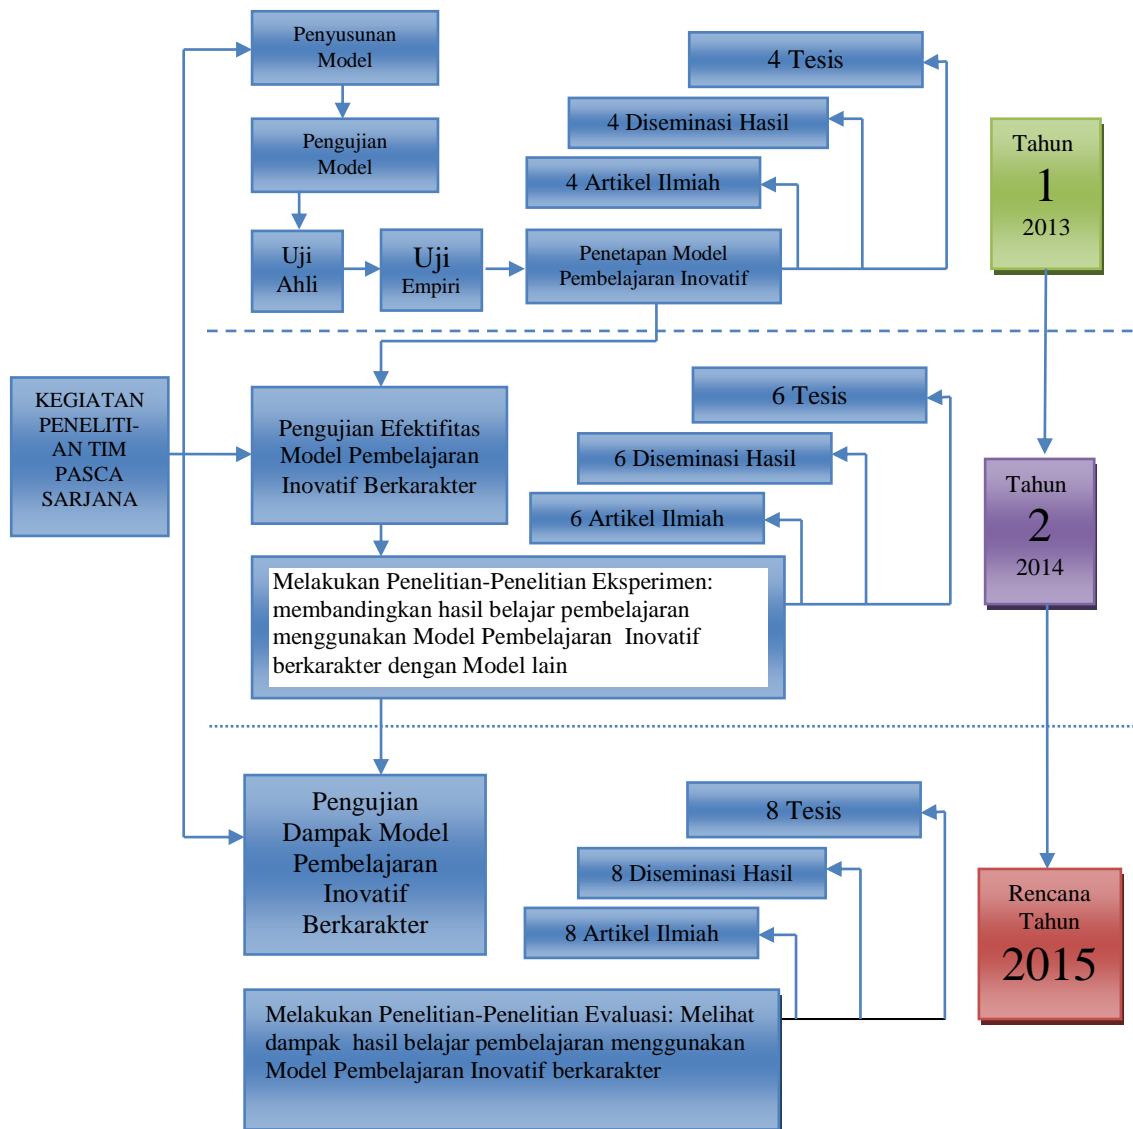 Penyusunan
Model
4 Tesis
4 Diseminasi Hasil
Pengujian
Model
4 Artikel Ilmiah
Tahun
1
2013
Uji
Ahli
Uji
Empiri
Penetapan Model
Pembelajaran Inovatif
KEGIATAN
PENELITI-
AN TIM
PASCA
SARJANA
Pengujian Efektifitas
Model Pembelajaran
Inovatif Berkarakter
6 Tesis
6 Diseminasi Hasil
6 Artikel Ilmiah
Tahun
2
2014
Melakukan Penelitian-Penelitian Eksperimen:
membandingkan hasil belajar pembelajaran
menggunakan Model Pembelajaran Inovatif
berkarakter dengan Model lain
Pengujian
Dampak Model
Pembelajaran
Inovatif
Berkarakter
8 Tesis
8 Diseminasi Hasil
8 Artikel Ilmiah
Rencana
Tahun
2015
Melakukan Penelitian-Penelitian Evaluasi: Melihat
dampak hasil belajar pembelajaran menggunakan
Model Pembelajaran Inovatif berkarakter